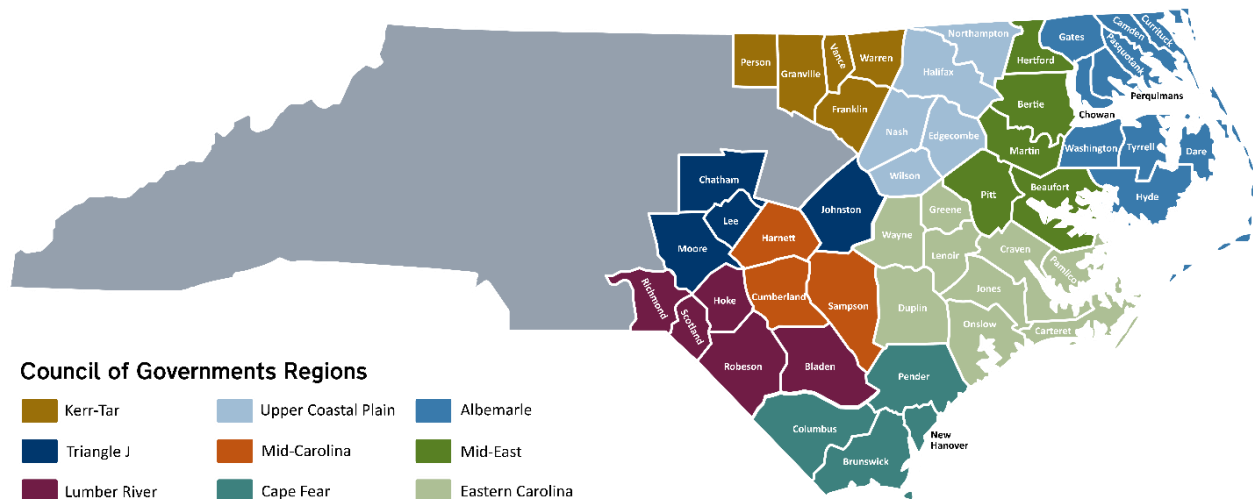 Northampton
Currituck
Camden
Gates
Pasquotank
Vance
Warren
Hertford
Person
Granville
Halifax
Perquimans
Bertie
Franklin
Chowan
Nash
Edgecombe
Martin
Washington
Tyrrell
Dare
Wilson
Chatham
Beaufort
Pitt
Hyde
Johnston
Greene
Lee
Wayne
Harnett
Moore
Craven
Lenoir
Pamlico
Richmond
Hoke
Cumberland
Jones
Sampson
Duplin
Scotland
Onslow
Carteret
Robeson
Bladen
Pender
Columbus
New
Hanover
Brunswick
Council of Governments Regions
Kerr-Tar
Upper Coastal Plain
Albemarle
Triangle J
Mid-Carolina
Mid-East
Lumber River
Cape Fear
Eastern Carolina